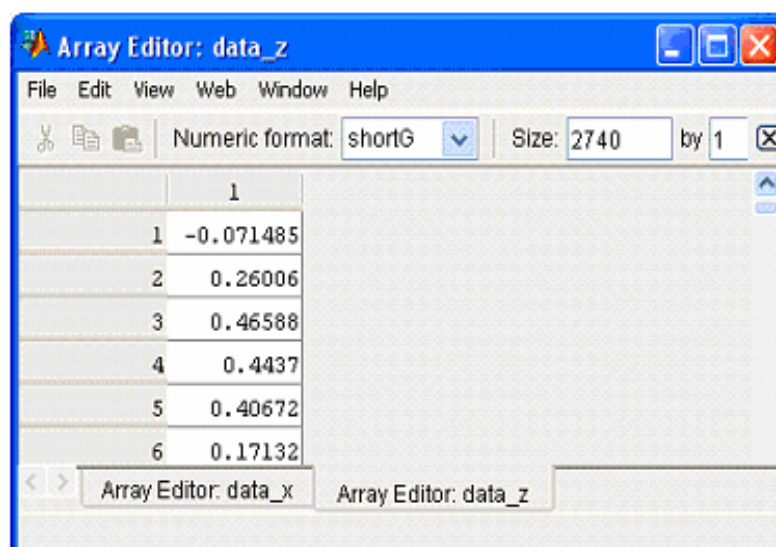 Array Editor: data_z
File Edit View Web Window Help
Numeric format: shortG Size: 2740 by 1
1
1 -0.071485
2 0.26006
3 0.46588
4 0.4437
5 0.40672
6 0.17132
Array Editor: data_x Array Editor: data_z